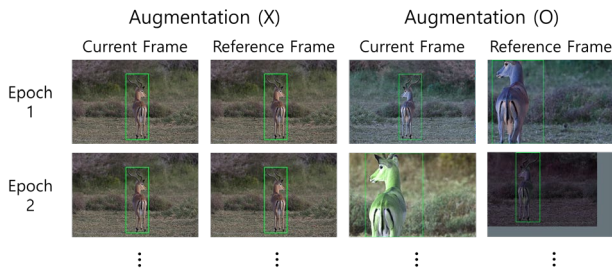 Augmentation (X) Augmentation (O)
Current Frame Reference Frame Current Frame Reference Frame
Epoch
1
Epoch
2